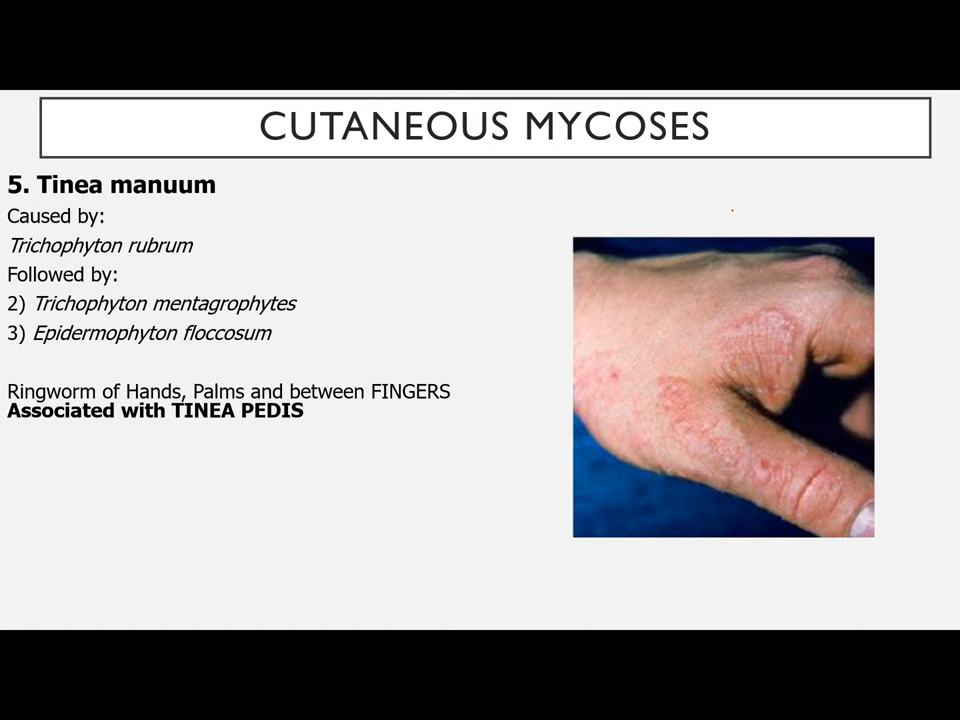 CUTANEOUS MYCOSES
5. Tinea manuum
Caused by:
Trichophyton rubrum
Followed by:
2) Trichophyton mentagrophytes
3) Epidermophyton floccosum
Ringworm of Hands, Palms and between FINGERS
Associated with TINEA PEDIS